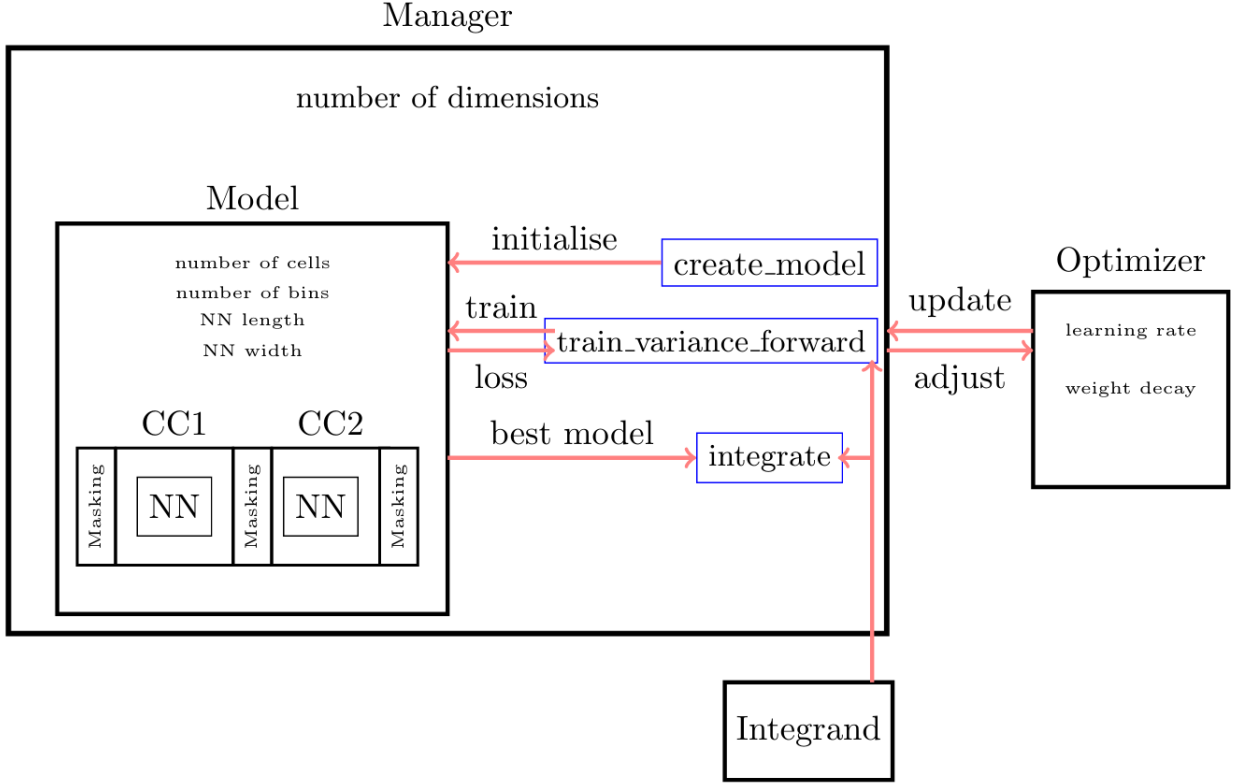 Manager
number of dimensions
Model
number of cells
number of bins
NN length
NN width
CC1
CC2
Masking
NN
Masking
NN
Masking
initialise
create_model
train
train_variance_forward
loss
best model
integrate
update
adjust
Optimizer
learning rate
weight decay
Integrand